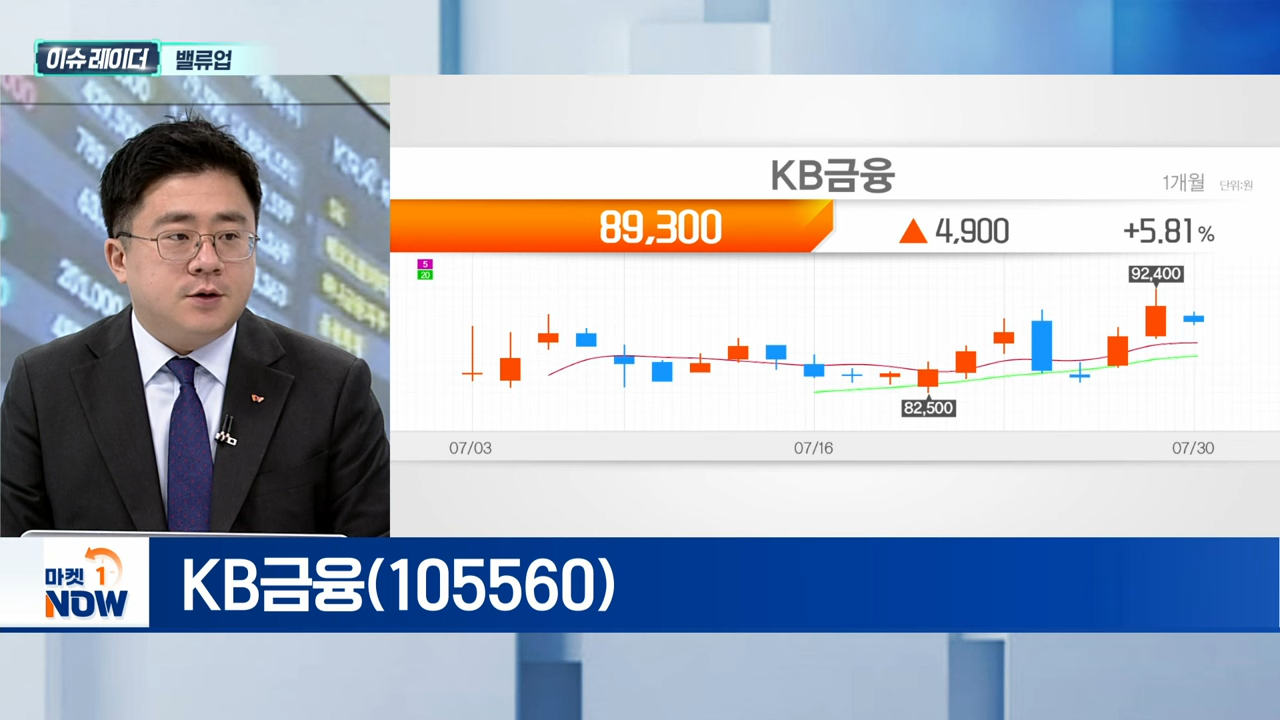 이슈 레이더 밸류업
KB금융
1개월 단위:원
89,300 ▲ 4,900 +5.81 %
5
20
92,400
82,500
07/03 07/16 07/30
마켓 1
NOW
KB금융(105560)
201,000